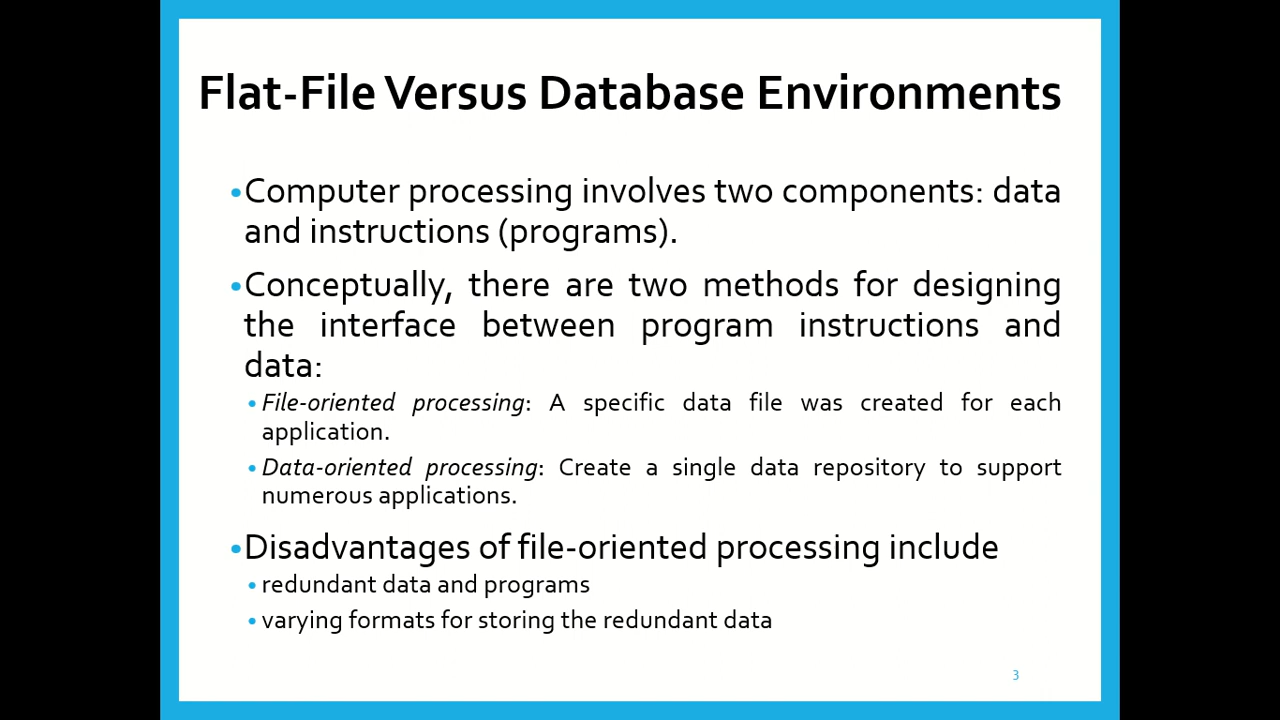 Flat-File Versus Database Environments
•Computer processing involves two components: data
and instructions (programs).
•Conceptually, there are two methods for designing
the interface between program instructions and
data:
•File-oriented processing: A specific data file was created for each
application.
•Data-oriented processing: Create a single data repository to support
numerous applications.
•Disadvantages of file-oriented processing include
•redundant data and programs
•varying formats for storing the redundant data
3